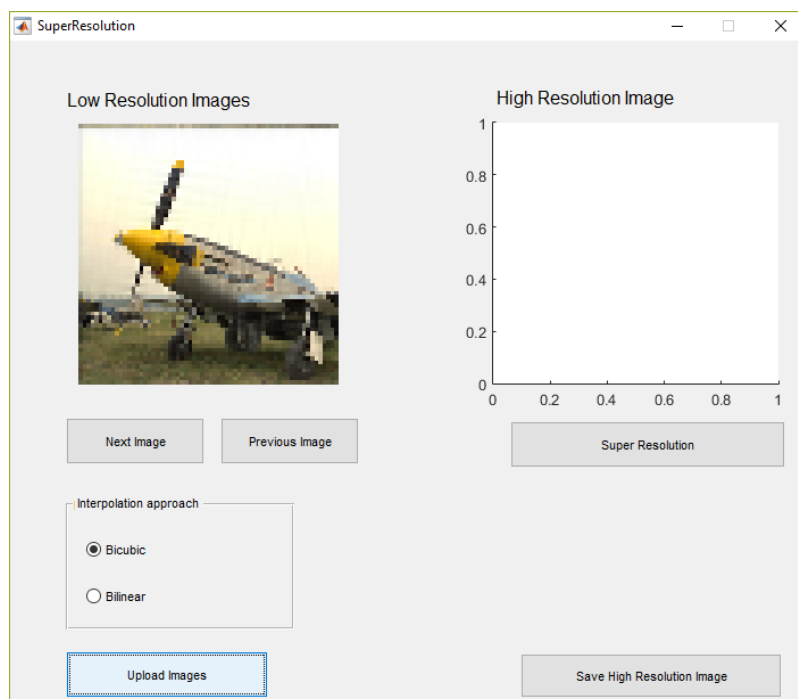 SuperResolution
Low Resolution Images
High Resolution Image
1
0.8
0.6
0.4
0.2
0
0 0.2 0.4 0.6 0.8 1
Next Image Previous Image
Super Resolution
Interpolation approach
Bicubic
Bilinear
Upload Images
Save High Resolution Image